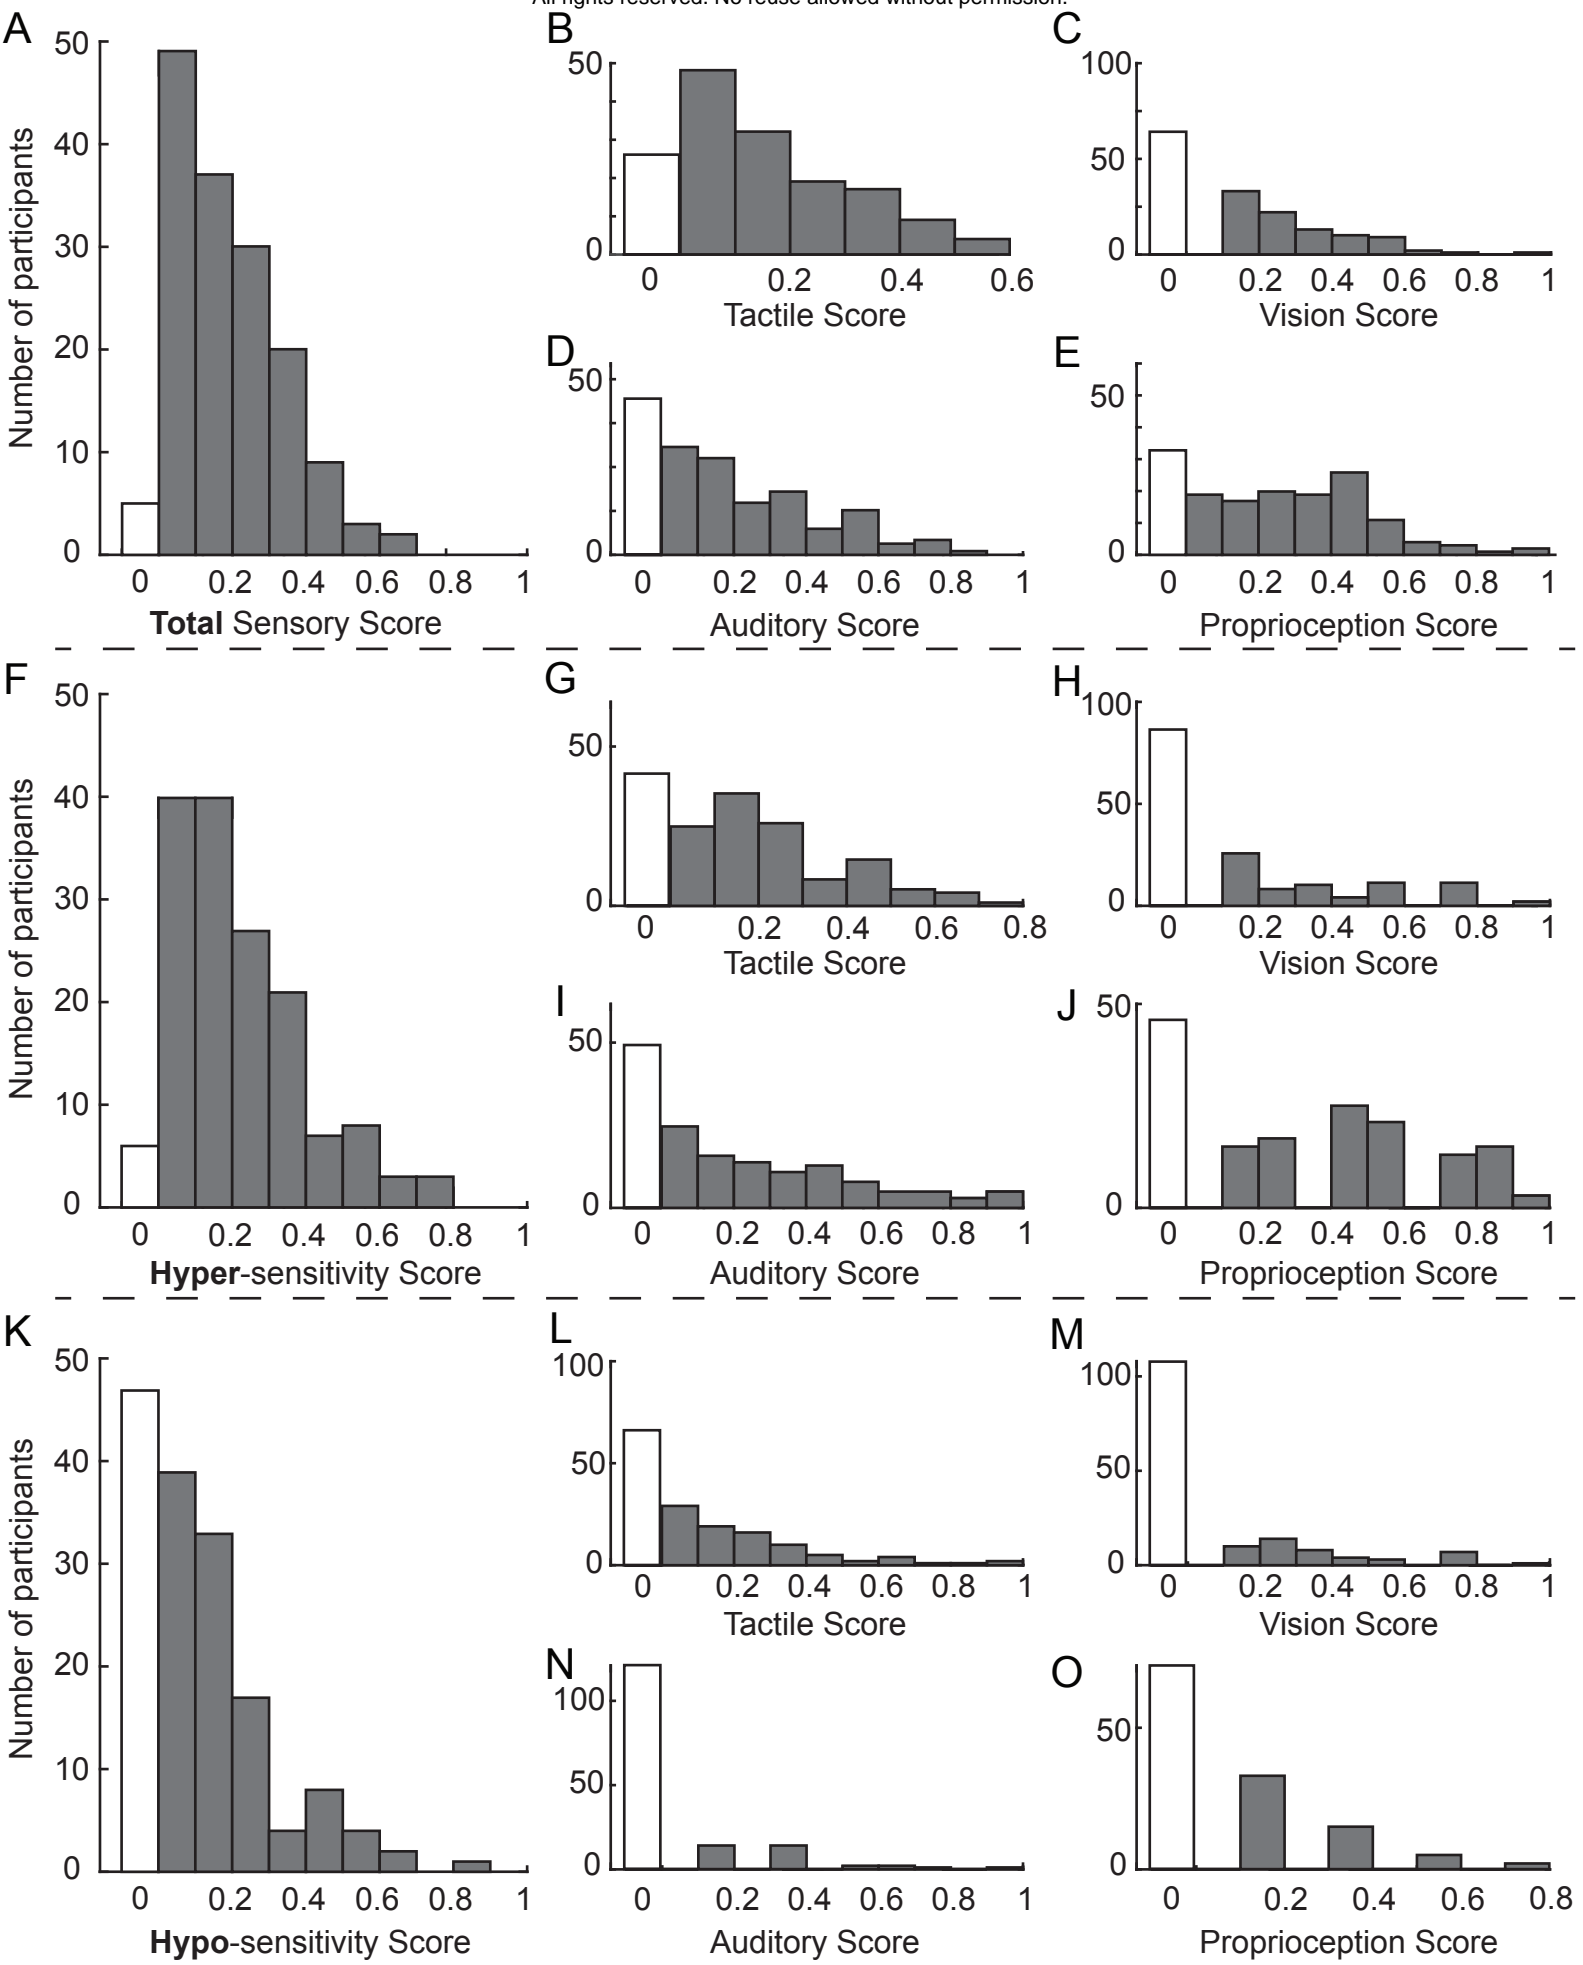 All rights reserved. No reuse allowed without permission.
A
50
40
30
20
10
0
Number of participants
0 0.2 0.4 0.6 0.8 1
Total Sensory Score
B
50
0
0 0.2 0.4 0.6
Tactile Score
C
100
50
0
0 0.2 0.4 0.6 0.8 1
Vision Score
D
50
0
0 0.2 0.4 0.6 0.8 1
Auditory Score
E
50
0
0 0.2 0.4 0.6 0.8 1
Proprioception Score
F
50
40
30
20
10
0
Number of participants
0 0.2 0.4 0.6 0.8 1
Hyper-sensitivity Score
G
50
0
0 0.2 0.4 0.6 0.8
Tactile Score
H
100
50
0
0 0.2 0.4 0.6 0.8 1
Vision Score
I
50
0
0 0.2 0.4 0.6 0.8 1
Auditory Score
J
50
0
0 0.2 0.4 0.6 0.8 1
Proprioception Score
K
50
40
30
20
10
0
Number of participants
0 0.2 0.4 0.6 0.8 1
Hypo-sensitivity Score
L
100
50
0
0 0.2 0.4 0.6 0.8 1
Tactile Score
M
100
50
0
0 0.2 0.4 0.6 0.8 1
Vision Score
N
100
50
0
0 0.2 0.4 0.6 0.8 1
Auditory Score
O
50
0
0 0.2 0.4 0.6 0.8
Proprioception Score